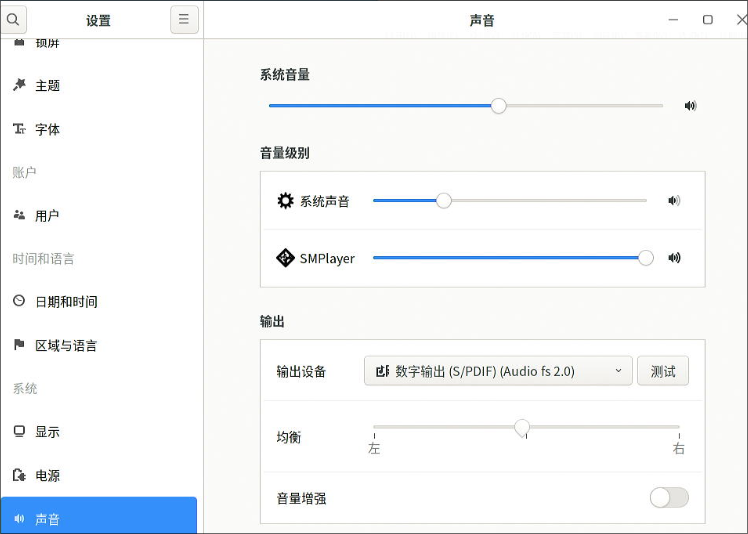 设置
声音
锁屏
主题
字体
账户
用户
时间和语言
日期和时间
区域与语言
系统
显示
电源
声音
系统音量
音量级别
系统声音
SMPlayer
输出
输出设备 数字输出 (S/PDIF) (Audio fs 2.0) 测试
均衡
左 右
音量增强